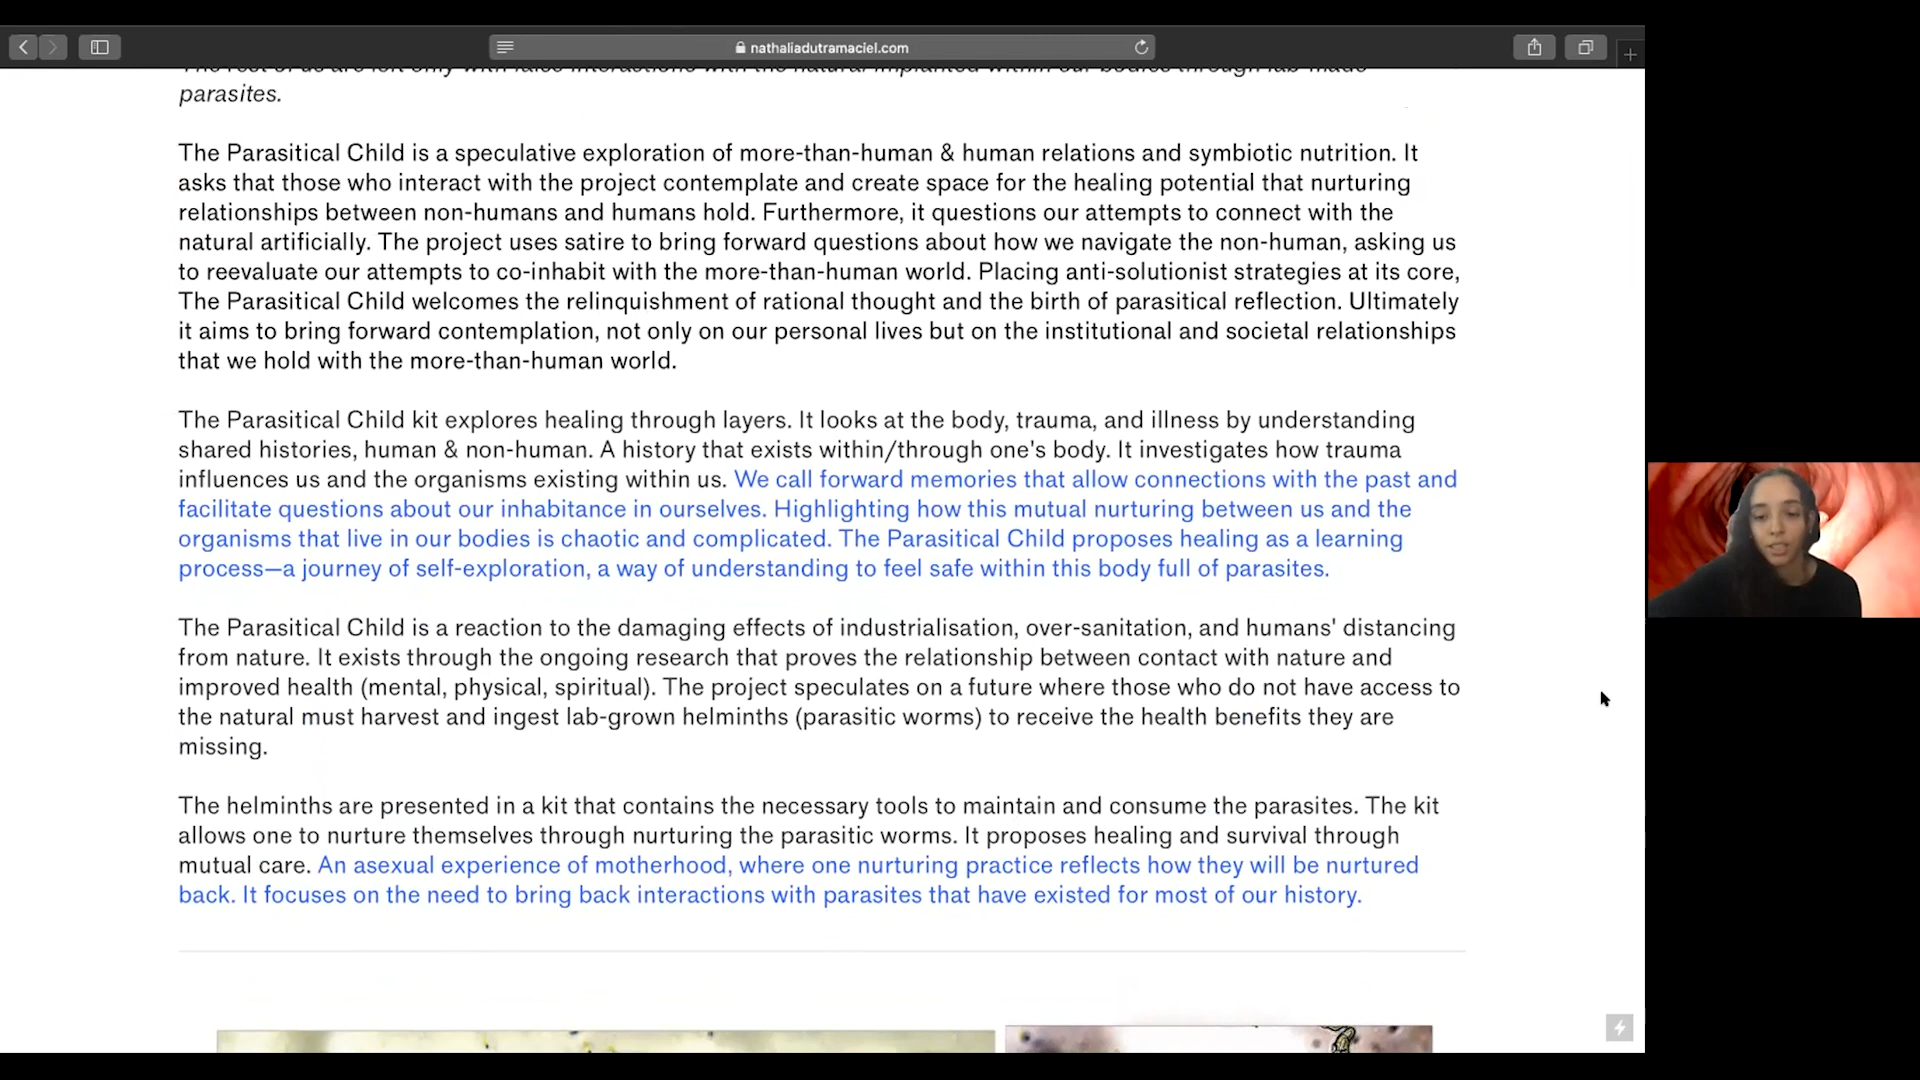 nathaliadutramaciel.com
The rest of us are left only with false interactions with the natural implanted within our bodies through lab-made
parasites.
The Parasitical Child is a speculative exploration of more-than-human & human relations and symbiotic nutrition. It
asks that those who interact with the project contemplate and create space for the healing potential that nurturing
relationships between non-humans and humans hold. Furthermore, it questions our attempts to connect with the
natural artificially. The project uses satire to bring forward questions about how we navigate the non-human, asking us
to reevaluate our attempts to co-inhabit with the more-than-human world. Placing anti-solutionist strategies at its core,
The Parasitical Child welcomes the relinquishment of rational thought and the birth of parasitical reflection. Ultimately
it aims to bring forward contemplation, not only on our personal lives but on the institutional and societal relationships
that we hold with the more-than-human world.
The Parasitical Child kit explores healing through layers. It looks at the body, trauma, and illness by understanding
shared histories, human & non-human. A history that exists within/through one's body. It investigates how trauma
influences us and the organisms existing within us. We call forward memories that allow connections with the past and
facilitate questions about our inhabitance in ourselves. Highlighting how this mutual nurturing between us and the
organisms that live in our bodies is chaotic and complicated. The Parasitical Child proposes healing as a learning
process—a journey of self-exploration, a way of understanding to feel safe within this body full of parasites.
The Parasitical Child is a reaction to the damaging effects of industrialisation, over-sanitation, and humans' distancing
from nature. It exists through the ongoing research that proves the relationship between contact with nature and
improved health (mental, physical, spiritual). The project speculates on a future where those who do not have access to
the natural must harvest and ingest lab-grown helminths (parasitic worms) to receive the health benefits they are
missing.
The helminths are presented in a kit that contains the necessary tools to maintain and consume the parasites. The kit
allows one to nurture themselves through nurturing the parasitic worms. It proposes healing and survival through
mutual care. An asexual experience of motherhood, where one nurturing practice reflects how they will be nurtured
back. It focuses on the need to bring back interactions with parasites that have existed for most of our history.